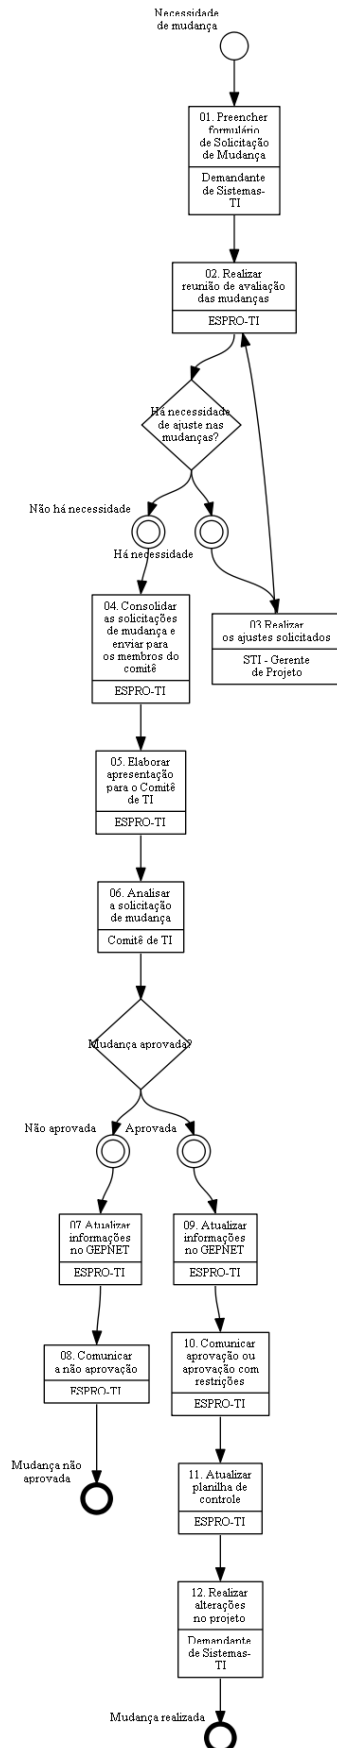 Necessidade
de mudança
01. Preencher
formulário
de Solicitação
de Mudança
Demandante
de Sistemas-
TI
02. Realizar
reunião de avaliação
das mudanças
ESPRO-TI
Há necessidade
de ajuste nas
mudanças?
Não há necessidade
Há necessidade
04. Consolidar
as solicitações
de mudança e
enviar para
os membros do
comitê
ESPRO-TI
03 Realizar
os ajustes solicitados
STI - Gerente
de Projeto
05. Elaborar
apresentação
para o Comitê
de TI
ESPRO-TI
06. Analisar
a solicitação
de mudança
Comitê de TI
Mudança aprovada?
Não aprovada
Aprovada
07 Atualizar
informações
no GEPNET
ESPRO-TI
09. Atualizar
informações
no GEPNET
ESPRO-TI
08. Comunicar
a não aprovação
ESPRO-TI
10. Comunicar
aprovação ou
aprovação com
restrições
ESPRO-TI
Mudança não
aprovada
11. Atualizar
planilha de
controle
ESPRO-TI
12. Realizar
alterações
no projeto
Demandante
de Sistemas-
TI
Mudança realizada